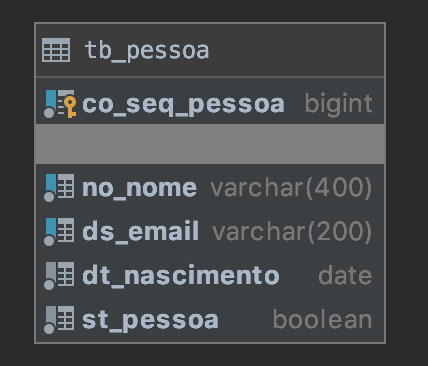 tb_pessoa
co_seq_pessoa bigint
no_nome varchar(400)
ds_email varchar(200)
dt_nascimento date
st_pessoa boolean